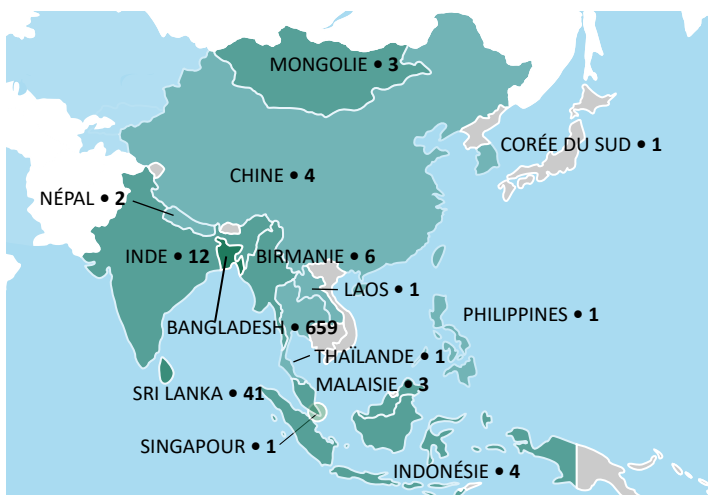 MONGOLIE • 3
CORÉE DU SUD • 1
CHINE • 4
NÉPAL • 2
INDE • 12
BIRMANIE • 6
LAOS • 1
PHILIPPINES • 1
BANGLADESH • 659
THAÏLANDE • 1
MALAISIE • 3
SRI LANKA • 41
SINGAPOUR • 1
INDONÉSIE • 4